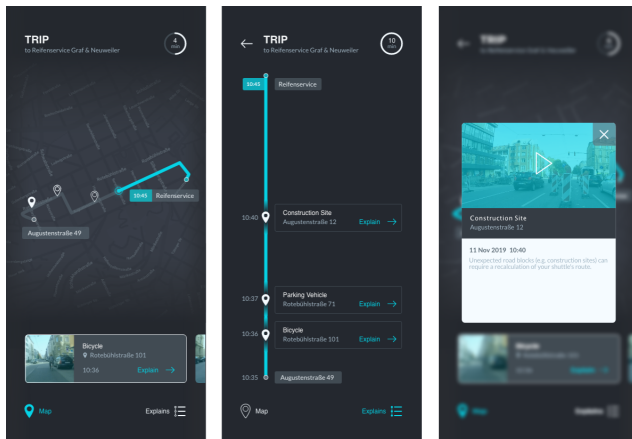 TRIP
to Reifenservice Graf & Neuweiler
4
min
10:45 Reifenservice
Augustenstraße 49
Bicycle
Rotebühlstraße 101
10:36 Explain →
Map
Explains
← TRIP
to Reifenservice Graf & Neuweiler
10
min
10:45 Reifenservice
10:40 Construction Site
Augustenstraße 12 Explain →
10:37 Parking Vehicle
Rotebühlstraße 71 Explain →
10:36 Bicycle
Rotebühlstraße 101 Explain →
10:35 Augustenstraße 49
Map
Explains
TRIP
Construction Site
Augustenstraße 12
11 Nov 2019 10:40
Unexpected road blocks (e.g. construction sites) can
require a recalculation of your shuttle's route.
Bicycle
Map
Explains